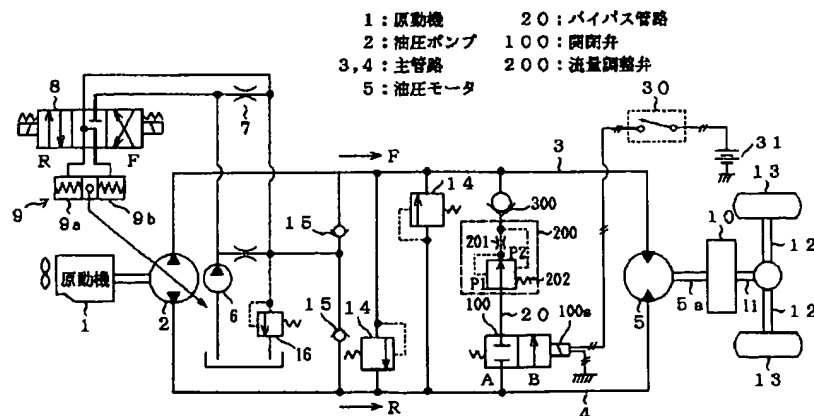 1：原動機
2：油圧ポンプ
3,4：主管路
5：油圧モータ
20：バイパス管路
100：開閉弁
200：流量調整弁
8
R
F
7
9
9a
9b
原動機
1
2
6
15
15
16
14
14
F
R
3
300
200
201
P2
P1
202
20
100
100s
A
B
4
30
31
5
5a
10
11
12
12
13
13